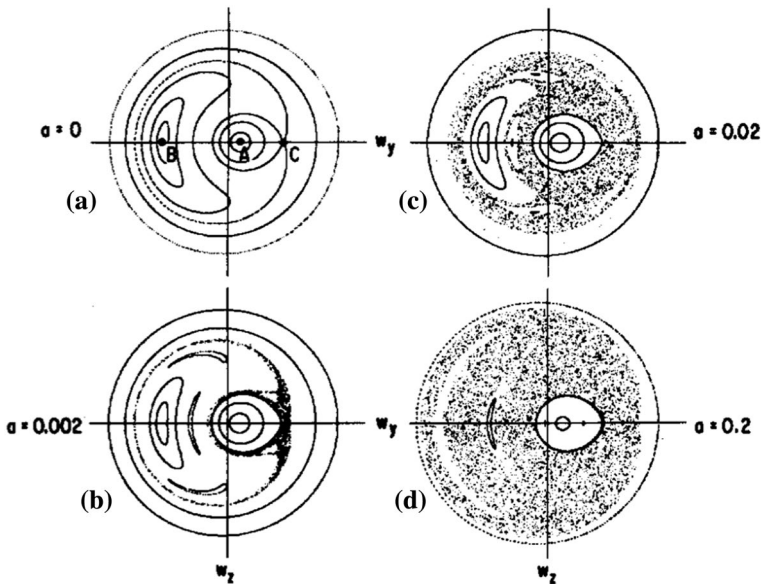 a = 0
B
A
C
w_y
(a)
a = 0.02
(c)
a = 0.002
w_y
(b)
w_z
a = 0.2
(d)
w_z